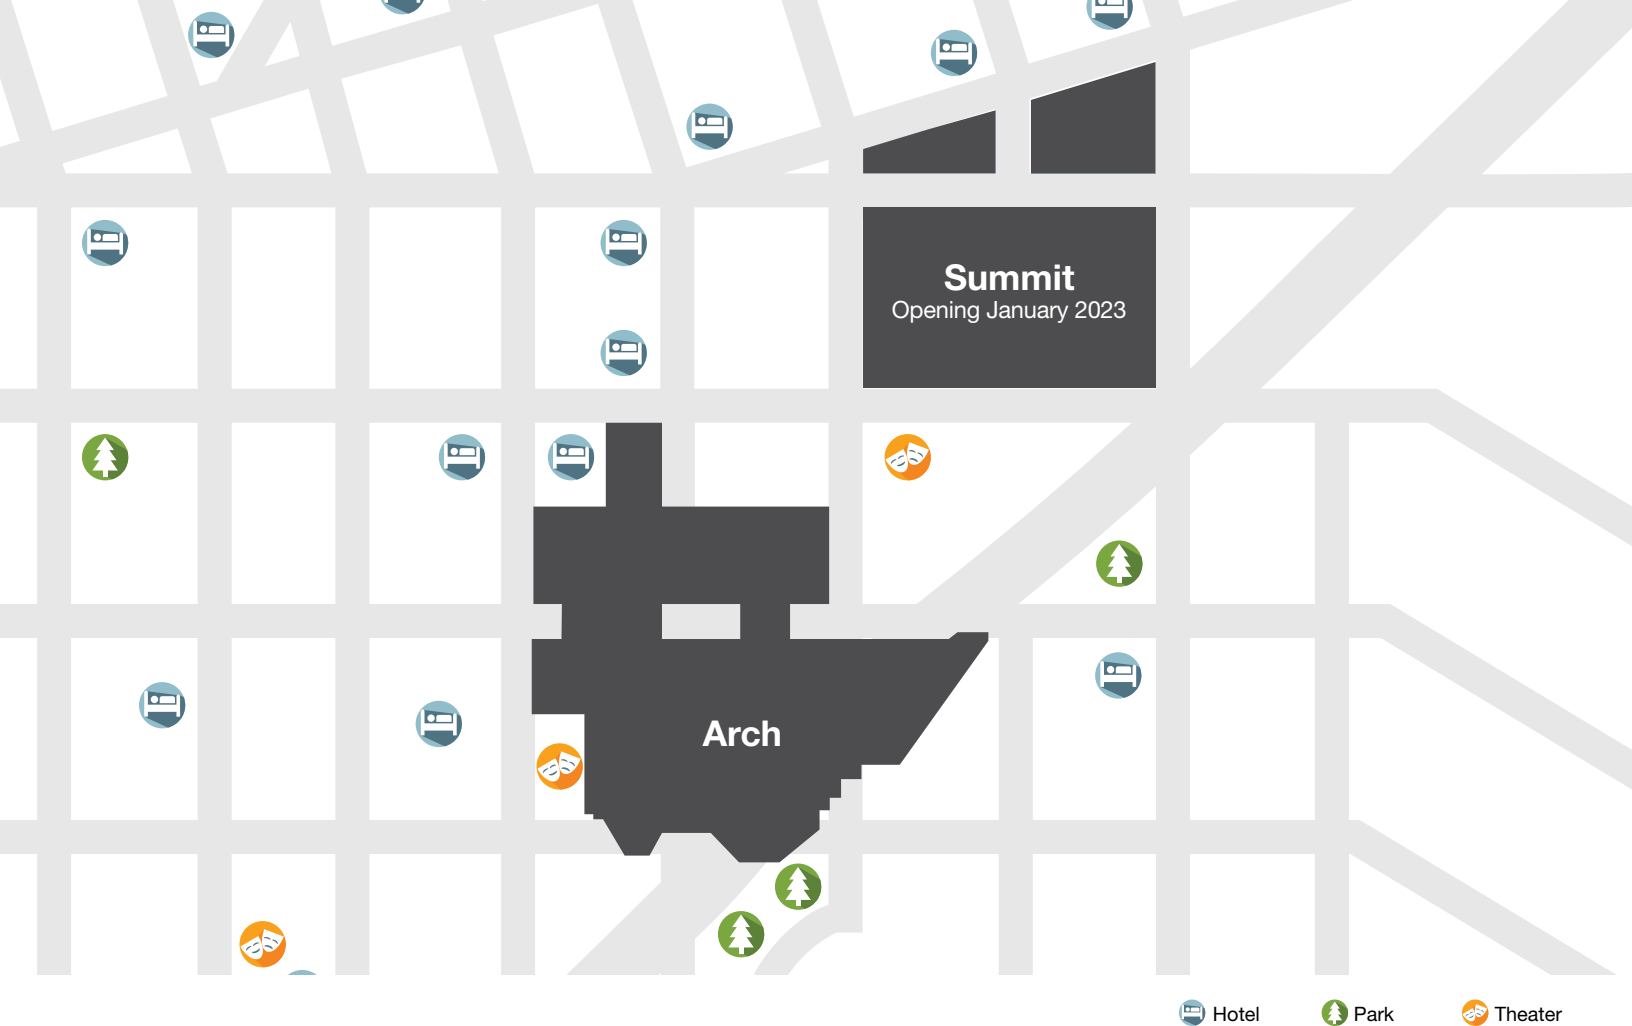 Summit
Opening January 2023
Arch
Hotel
Park
Theater